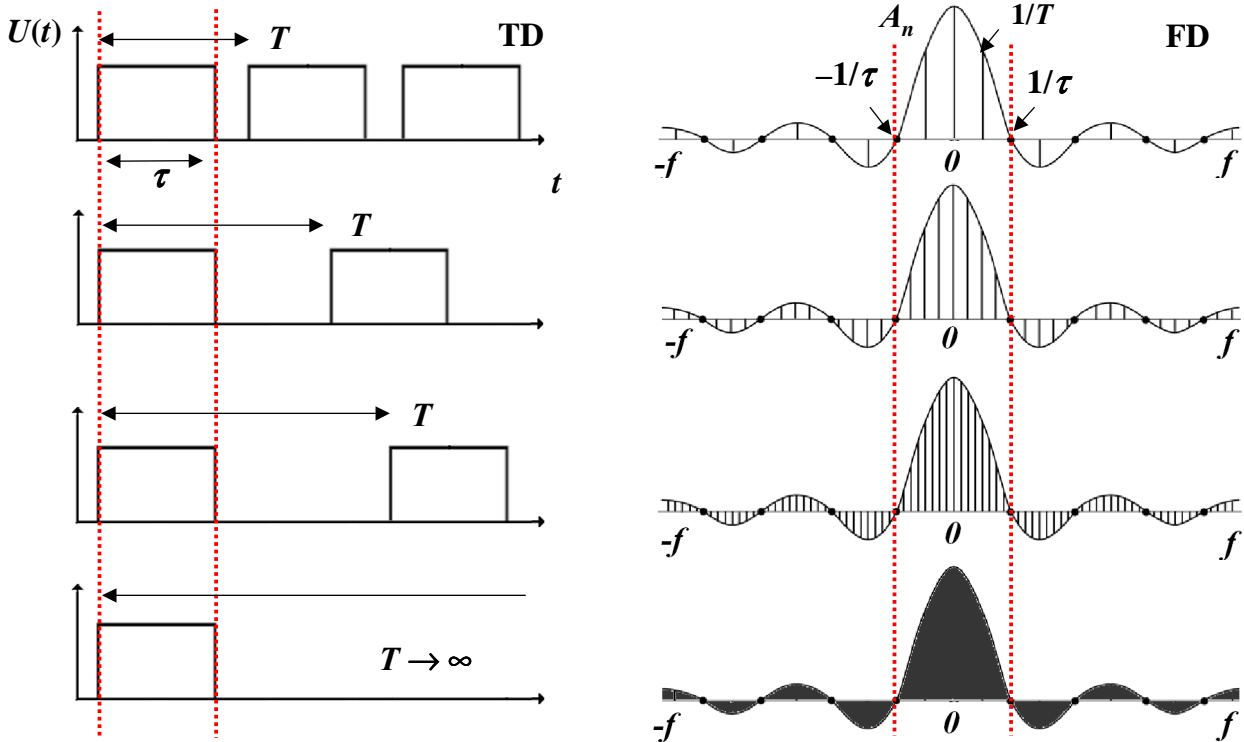 U(t) T TD
τ
t
T
T
T → ∞
A_n 1/T FD
−1/τ 1/τ
-f 0 f
-f 0 f
-f 0 f
-f 0 f